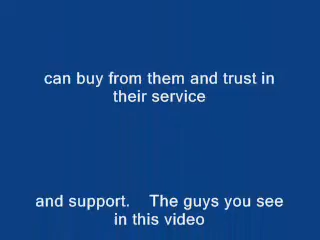 can buy from them and trust in
their service
and support.    The guys you see
in this video